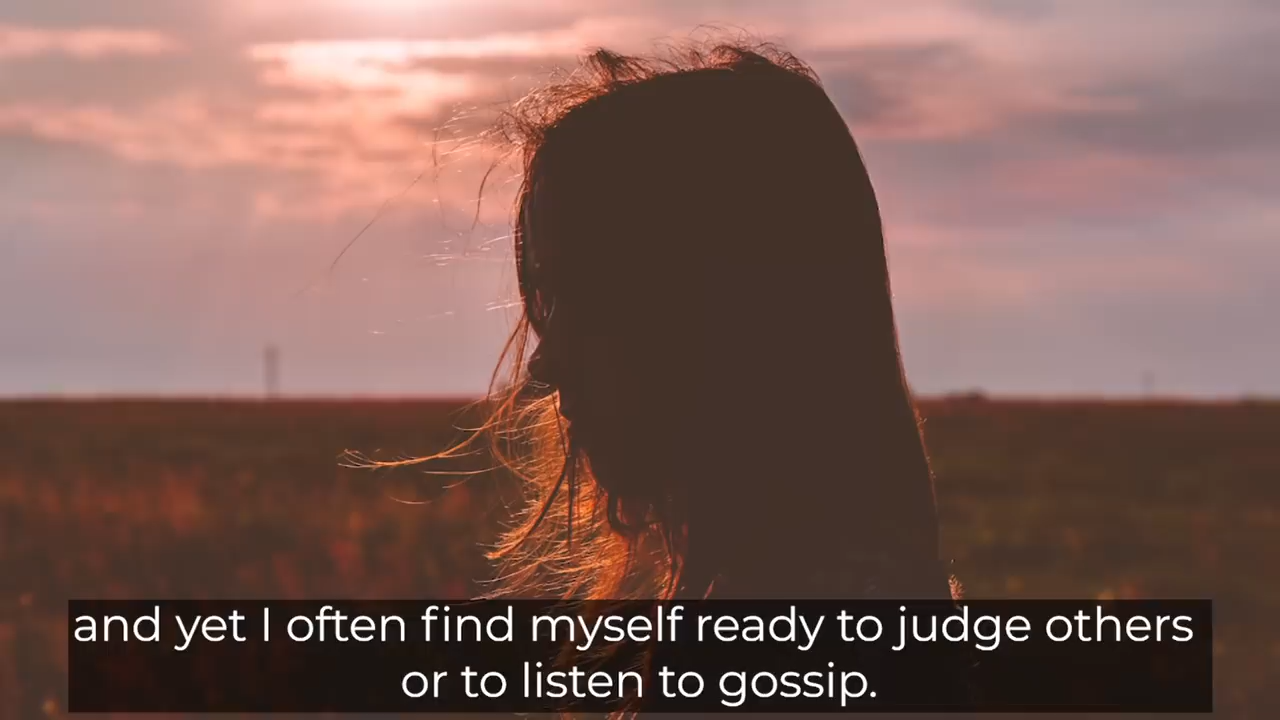 and yet I often find myself ready to judge others
or to listen to gossip.